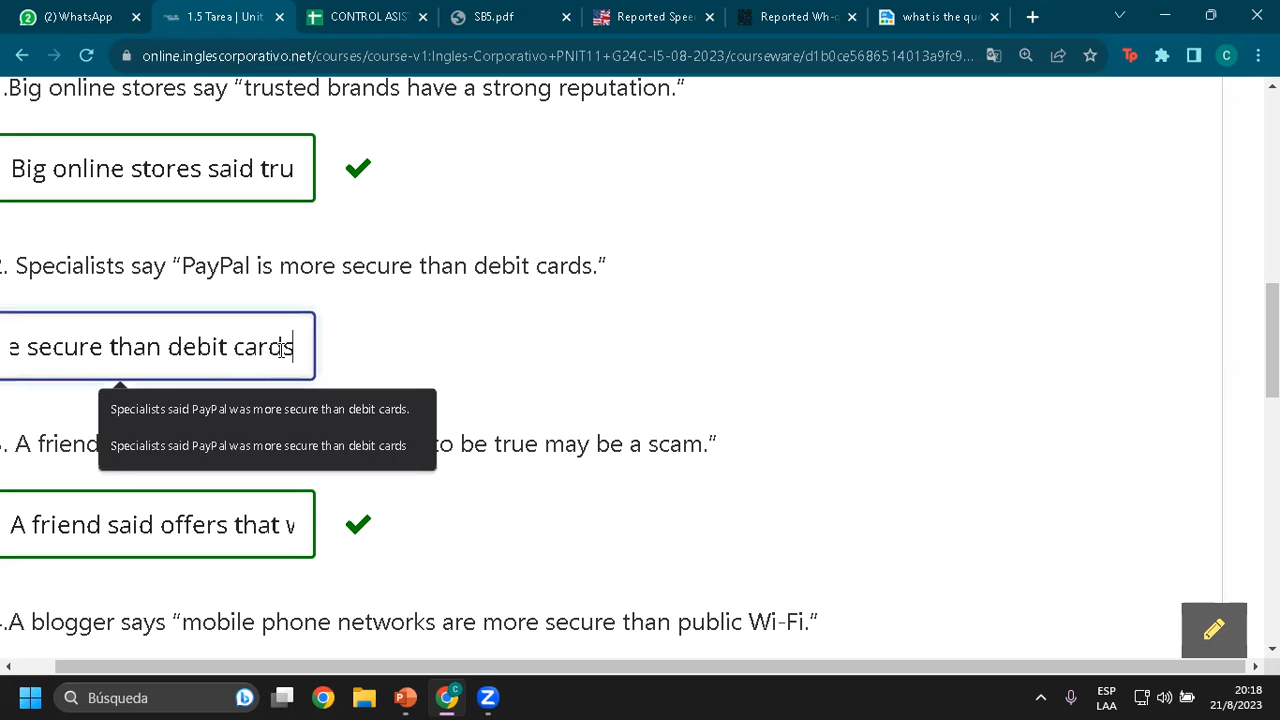 (2) WhatsApp
1.5 Tarea | Unit
CONTROL ASIS
SB5.pdf
Reported Spee
Reported Wh-q
what is the que
online.inglescorporativo.net/courses/course-v1:Ingles-Corporativo+PNIT11+G24C-I5-08-2023/courseware/d1b0ce5686514013a9fc9...
.Big online stores say “trusted brands have a strong reputation.”
Big online stores said tru
. Specialists say “PayPal is more secure than debit cards.”
e secure than debit cards
Specialists said PayPal was more secure than debit cards.
Specialists said PayPal was more secure than debit cards
. A friend to be true may be a scam.”
A friend said offers that w
.A blogger says “mobile phone networks are more secure than public Wi-Fi.”
Búsqueda
ESP
LAA
20:18
21/8/2023